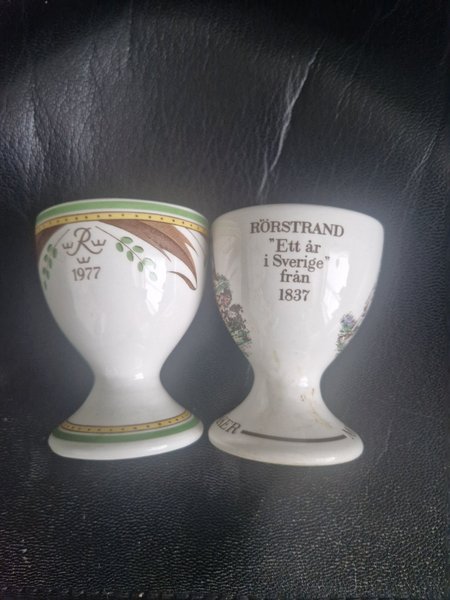 R
1977
RÖRSTRAND
"Ett år
i Sverige"
från
1837